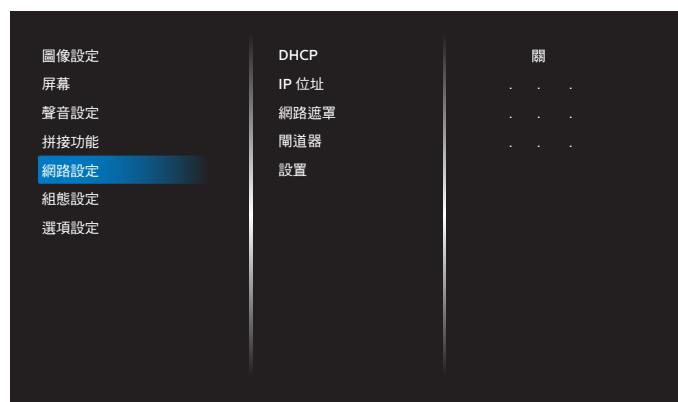 圖像設定
屏幕
聲音設定
拼接功能
網路設定
組態設定
選項設定
DHCP 關
IP 位址 . . .
網路遮罩 . . .
閘道器 . . .
設置